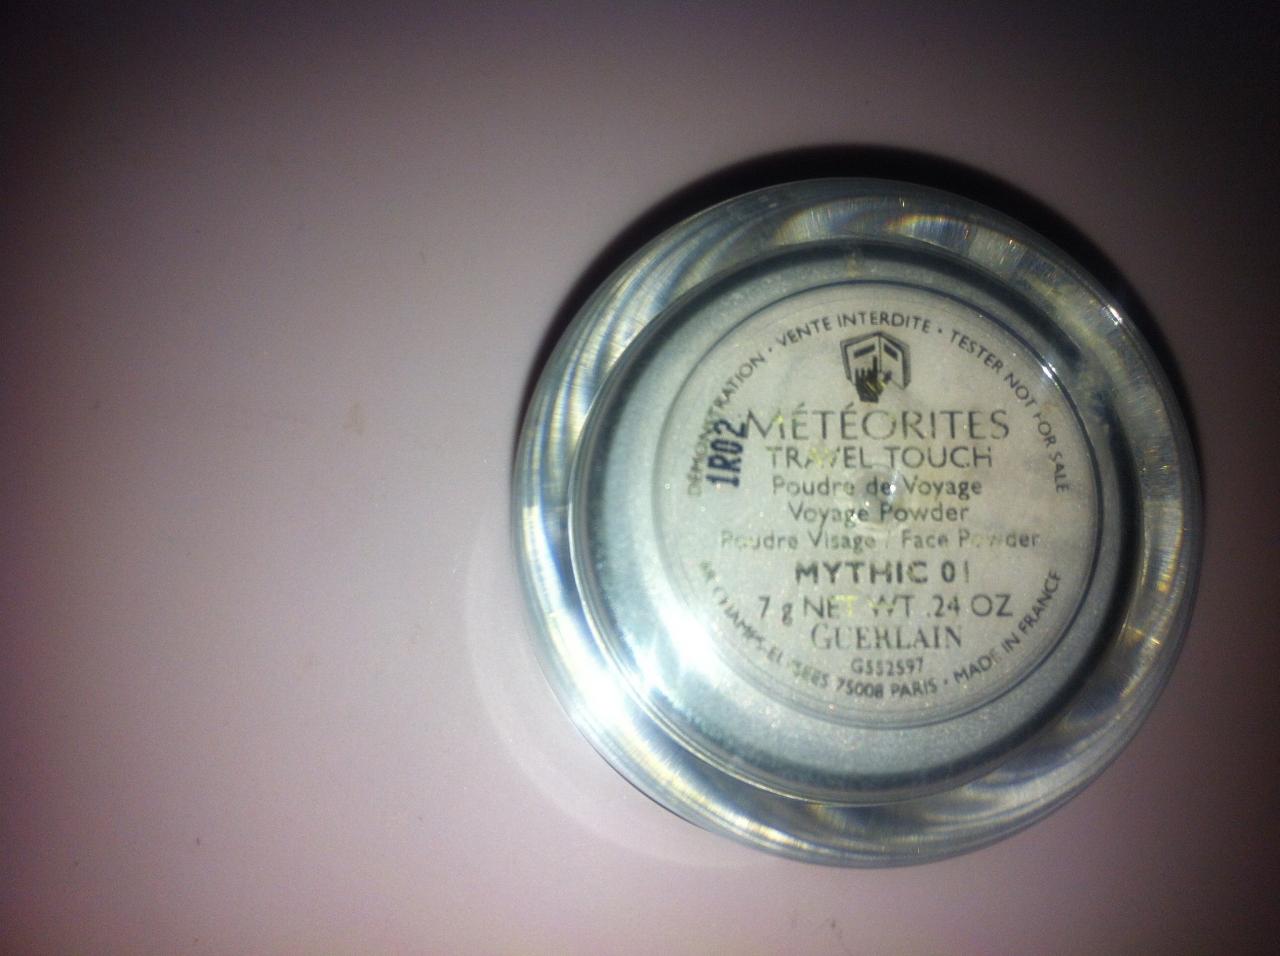 DÉMONSTRATION · VENTE INTERDITE · TESTER NOT FOR SALE
1R02
MÉTÉORITES
TRAVEL TOUCH
Poudre de Voyage
Voyage Powder
Poudre Visage / Face Powder
MYTHIC 01
7 g NET WT .24 OZ
GUERLAIN
G552597
CHAMPS-ELYSÉES 75008 PARIS · MADE IN FRANCE